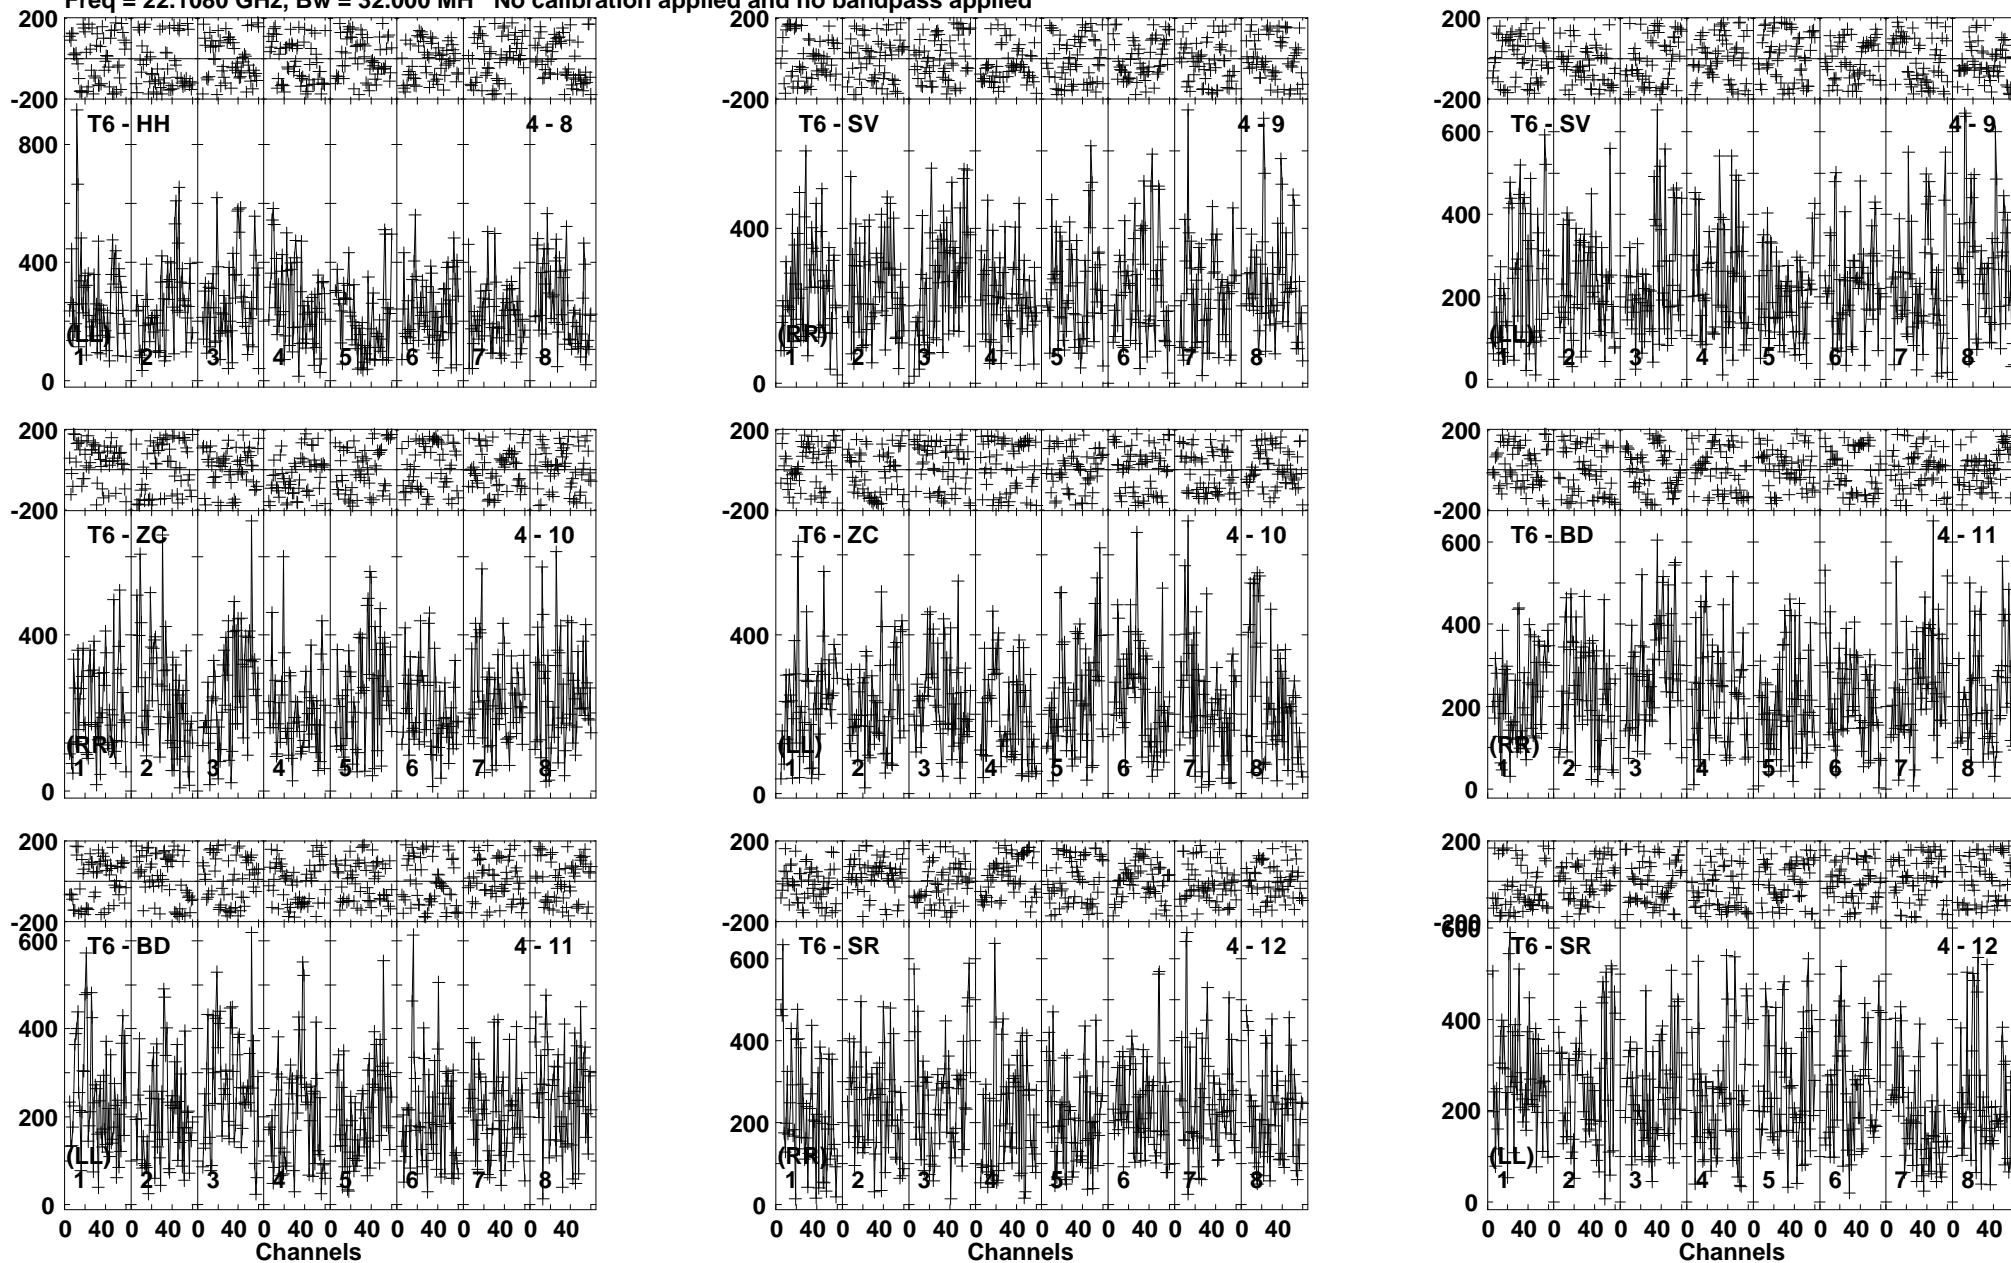 Freq = 22.1080 GHz, Bw = 32.000 MH No calibration applied and no bandpass applied
200 200 200
-200 -200 -200
T6 - HH 4 - 8 T6 - SV 4 - 9 T6 - SV 4 - 9
800 600
400 400 400
200
(LL) (RR) (LL)
1 2 3 4 5 6 7 8 1 2 3 4 5 6 7 8 1 2 3 4 5 6 7 8
0 0 0
200 200 200
-200 -200 -200
T6 - ZC 4 - 10 T6 - ZC 4 - 10 T6 - BD 4 - 11
600
400 400 400
200
(RR) (LL) (RR)
1 2 3 4 5 6 7 8 1 2 3 4 5 6 7 8 1 2 3 4 5 6 7 8
0 0 0
200 200 200
-200 -200 -200
T6 - BD 4 - 11 T6 - SR 4 - 12 T6 - SR 4 - 12
600 600 600
400 400 400
200 200 200
(LL) (RR) (LL)
1 2 3 4 5 6 7 8 1 2 3 4 5 6 7 8 1 2 3 4 5 6 7 8
0 0 0
0 40 0 40 0 40 0 40 0 40 0 40 0 40 0 40 0 40 0 40 0 40 0 40 0 40 0 40 0 40 0 40 0 40 0 40 0 40 0 40 0 40 0 40 0 40 0 40
Channels Channels Channels